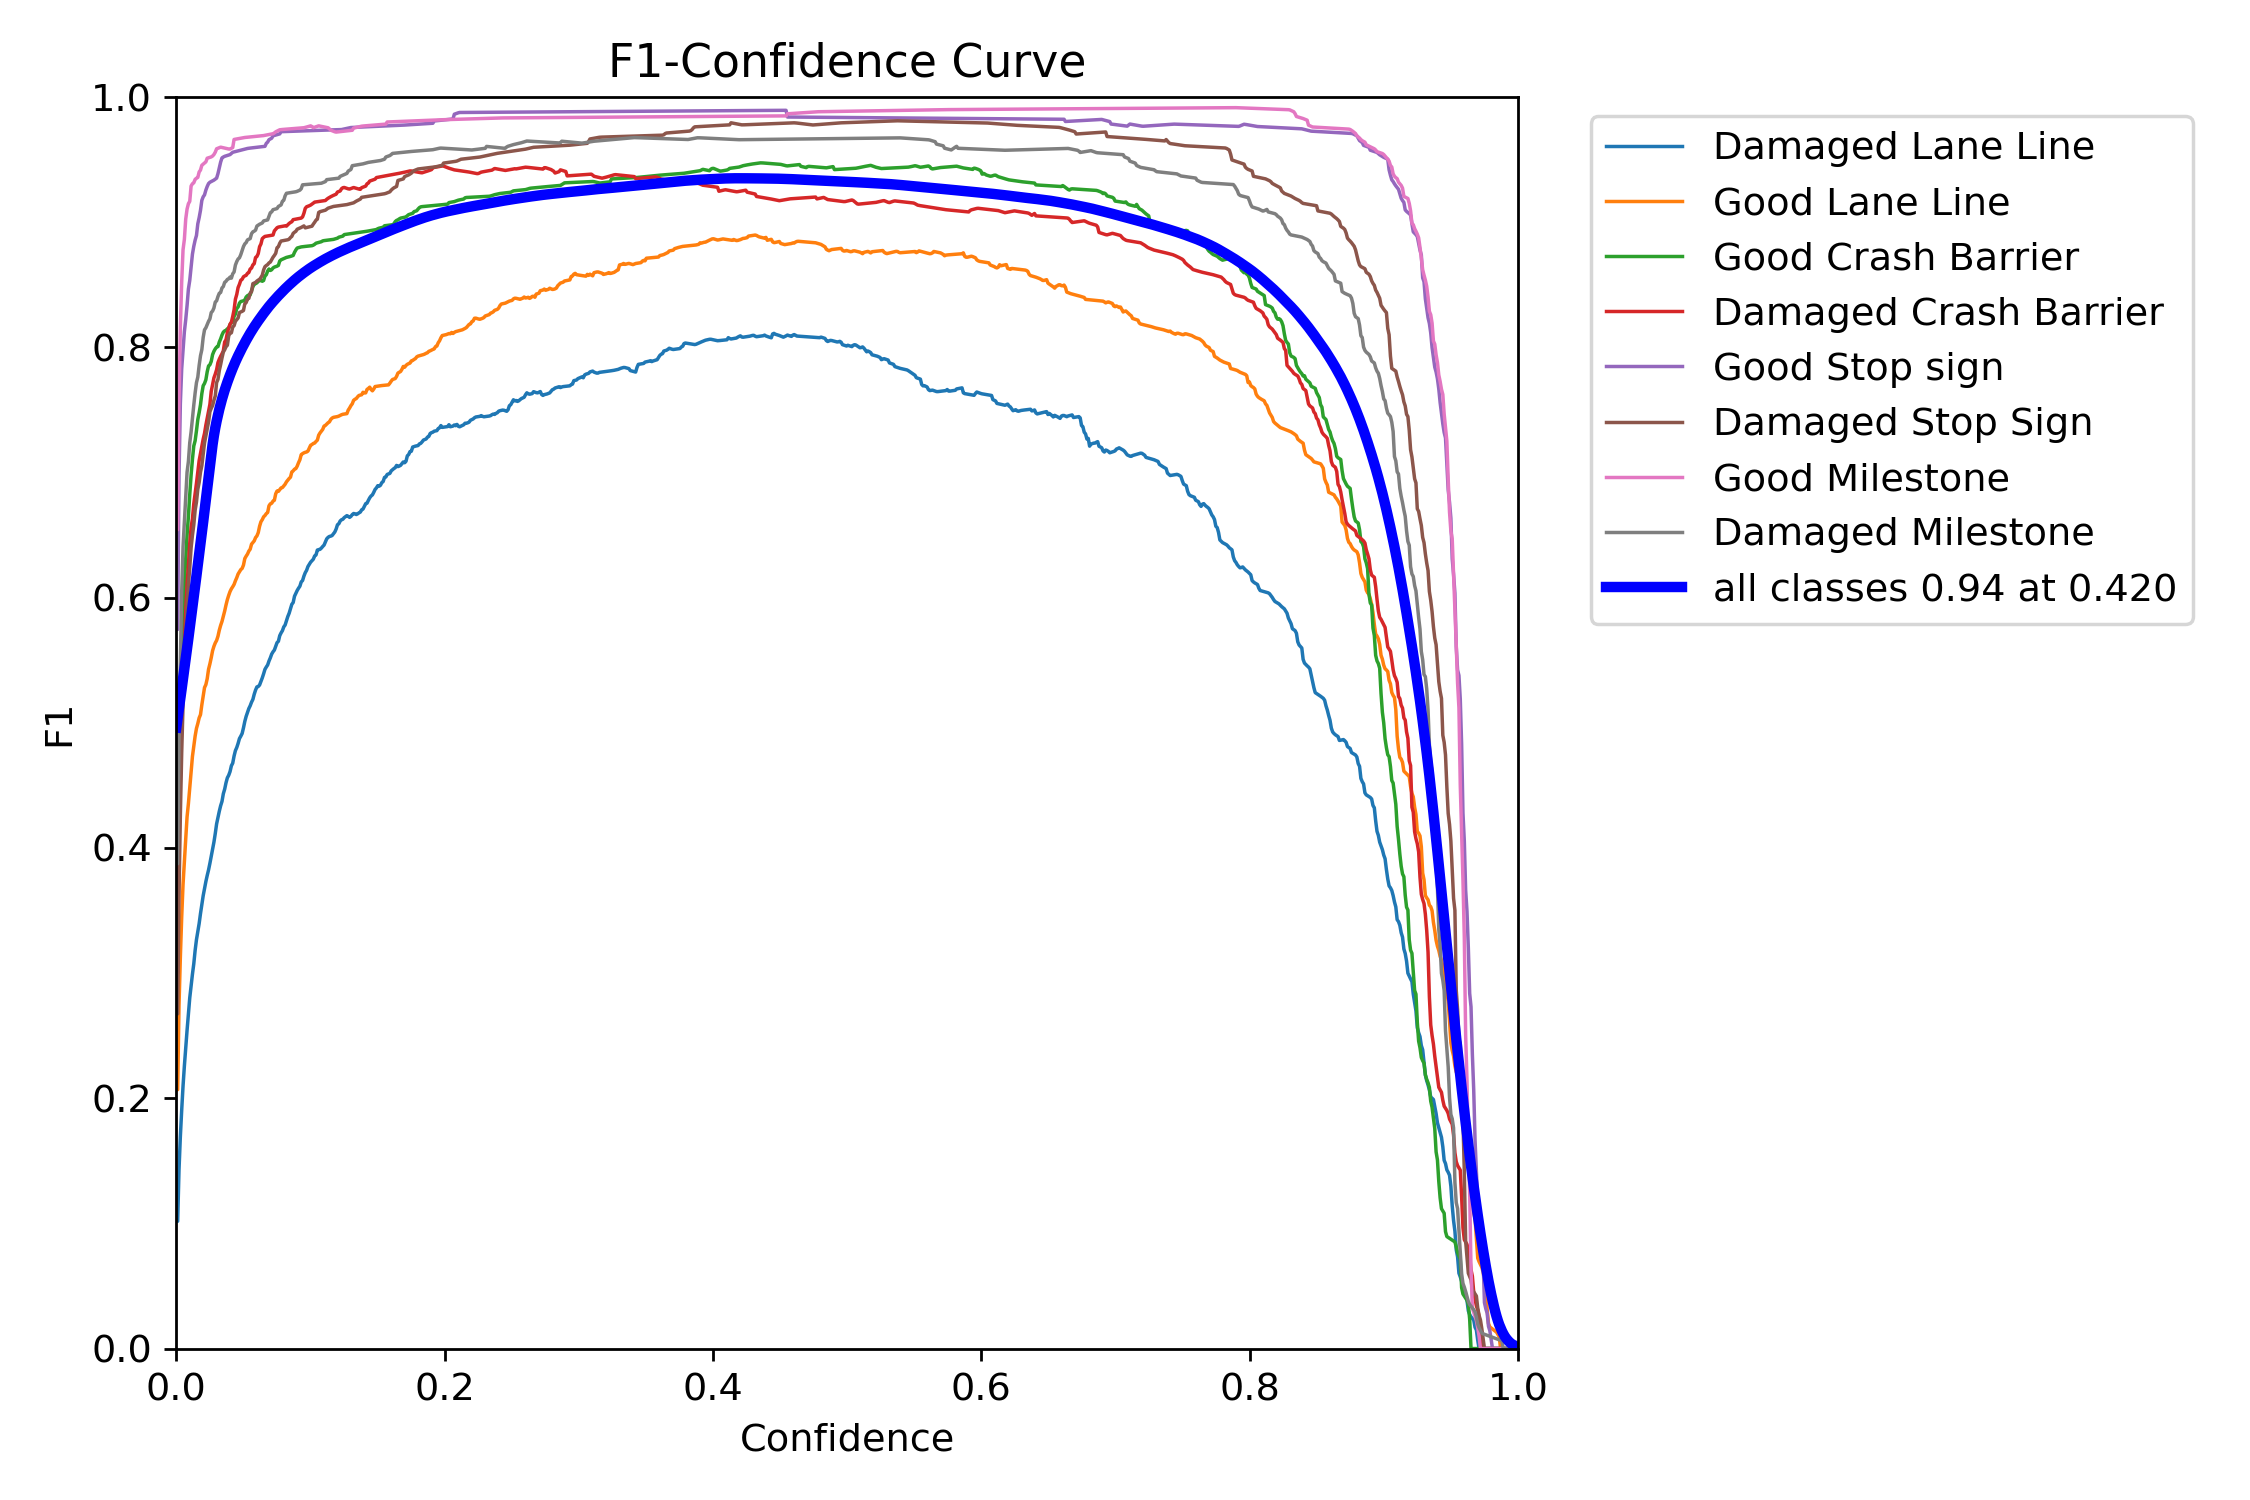 F1-Confidence Curve
1.0
0.8
0.6
0.4
0.2
0.0
F1
0.0 0.2 0.4 0.6 0.8 1.0
Confidence
Damaged Lane Line
Good Lane Line
Good Crash Barrier
Damaged Crash Barrier
Good Stop sign
Damaged Stop Sign
Good Milestone
Damaged Milestone
all classes 0.94 at 0.420